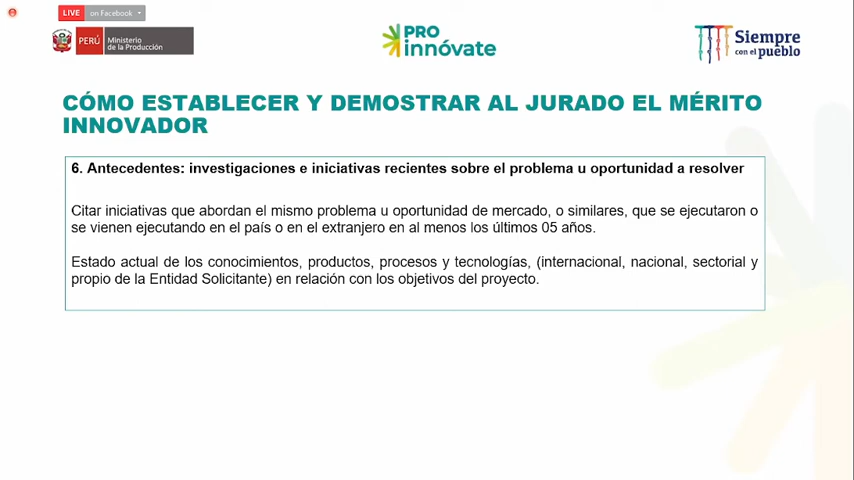 LIVE on Facebook
PERÚ Ministerio
de la Producción
PRO
innóvate
Siempre
con el pueblo
CÓMO ESTABLECER Y DEMOSTRAR AL JURADO EL MÉRITO
INNOVADOR
6. Antecedentes: investigaciones e iniciativas recientes sobre el problema u oportunidad a resolver
Citar iniciativas que abordan el mismo problema u oportunidad de mercado, o similares, que se ejecutaron o
se vienen ejecutando en el país o en el extranjero en al menos los últimos 05 años.
Estado actual de los conocimientos, productos, procesos y tecnologías, (internacional, nacional, sectorial y
propio de la Entidad Solicitante) en relación con los objetivos del proyecto.